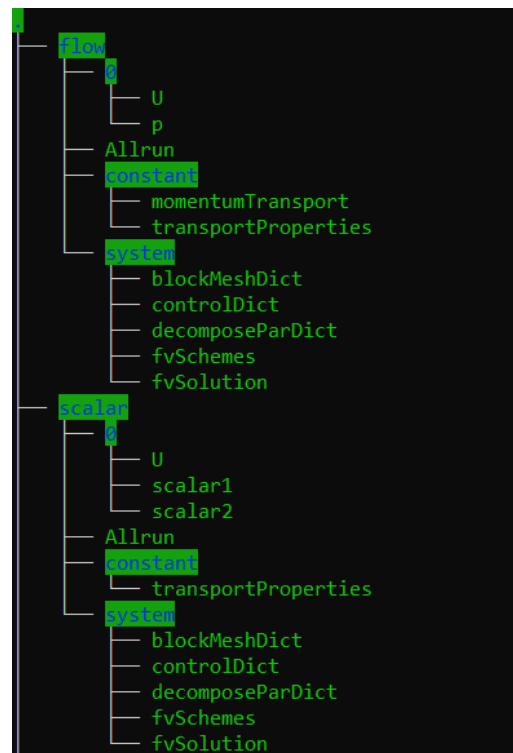 .
├── flow
│   ├── 0
│   │   ├── U
│   │   └── p
│   ├── Allrun
│   ├── constant
│   │   ├── momentumTransport
│   │   └── transportProperties
│   └── system
│       ├── blockMeshDict
│       ├── controlDict
│       ├── decomposeParDict
│       ├── fvSchemes
│       └── fvSolution
├── scalar
│   ├── 0
│   │   ├── U
│   │   ├── scalar1
│   │   └── scalar2
│   ├── Allrun
│   ├── constant
│   │   └── transportProperties
│   └── system
│       ├── blockMeshDict
│       ├── controlDict
│       ├── decomposeParDict
│       ├── fvSchemes
│       └── fvSolution